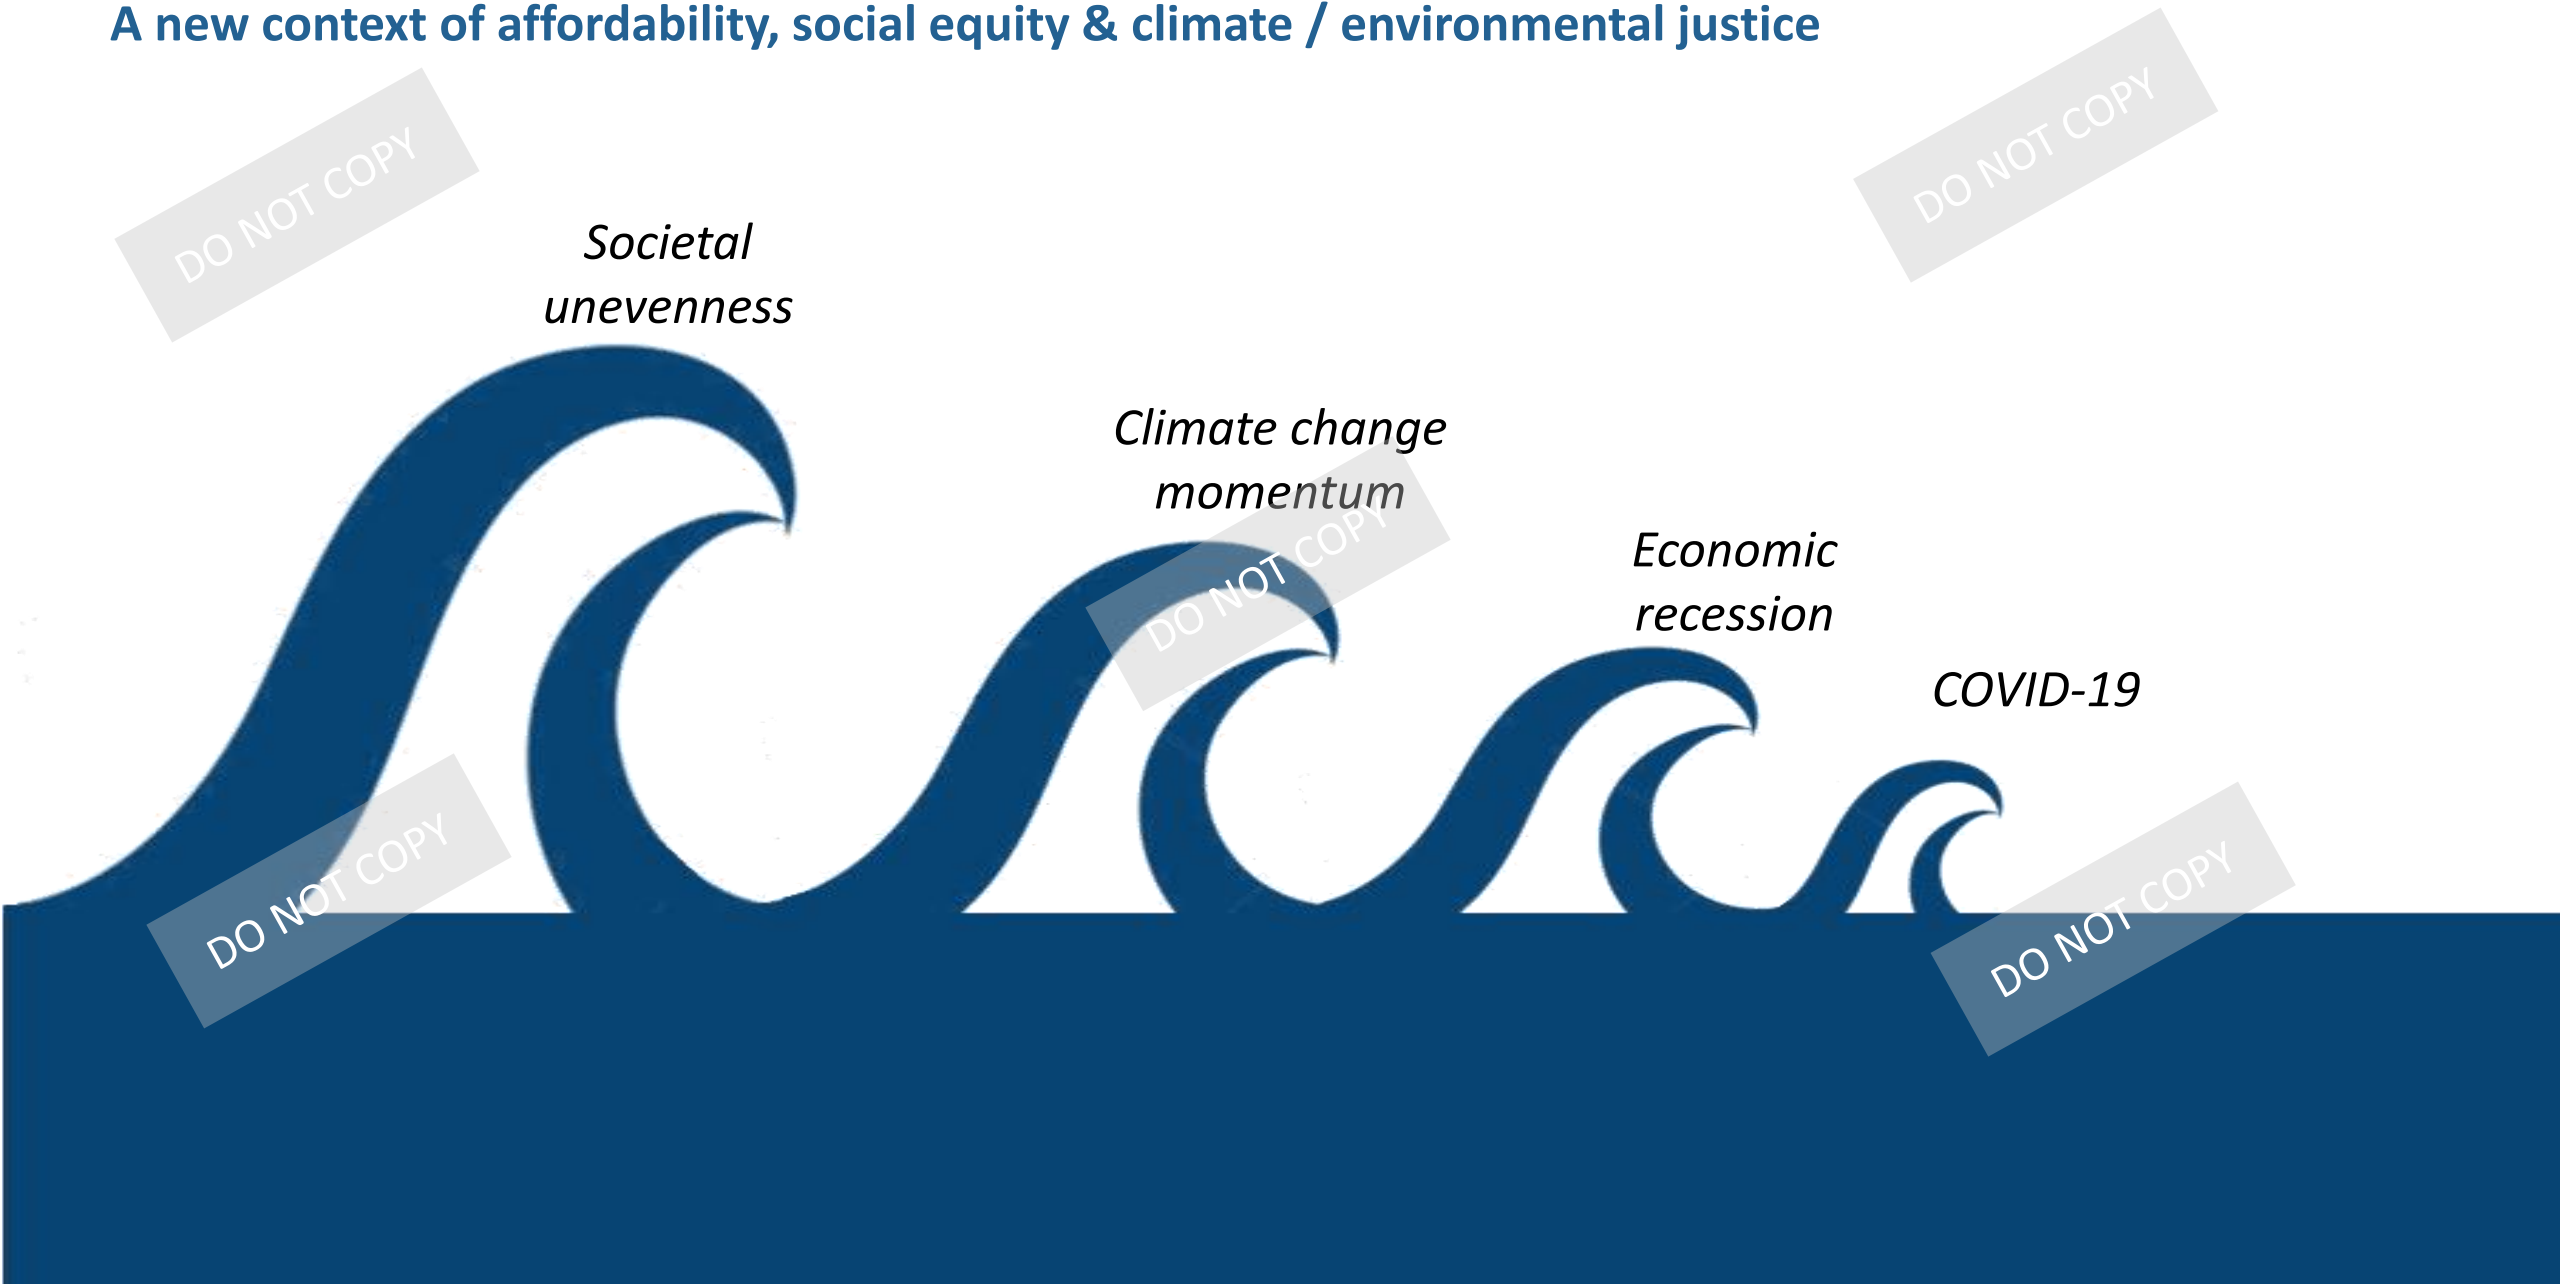 A new context of affordability, social equity & climate / environmental justice
DO NOT COPY
DO NOT COPY
Societal
unevenness
Climate change
momentum
DO NOT COPY
Economic
recession
COVID-19
DO NOT COPY
DO NOT COPY